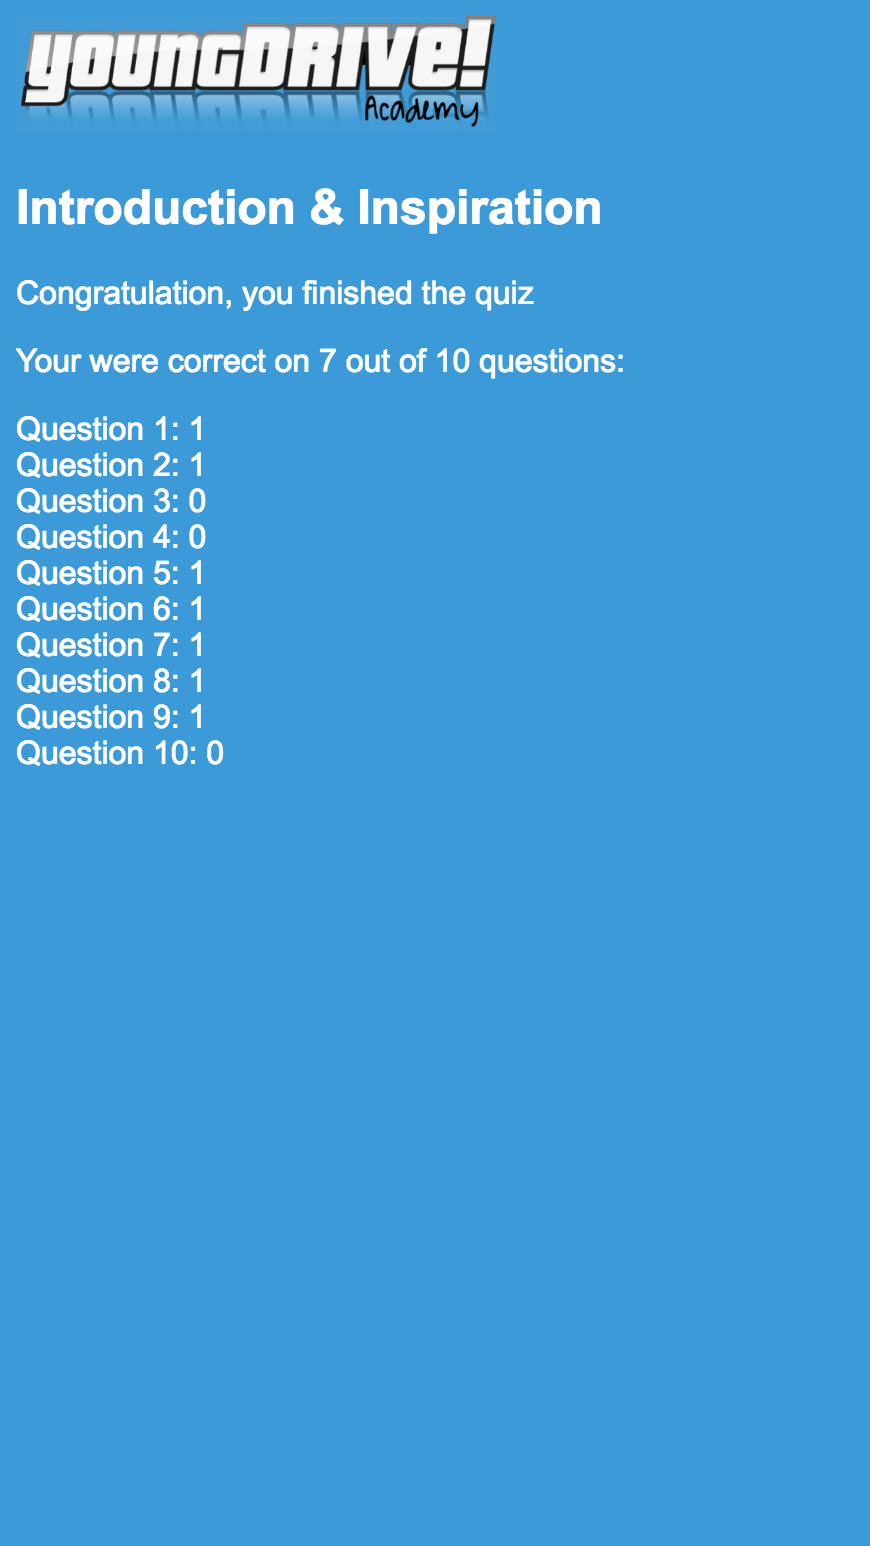 youngDRIVE!
Academy
Introduction & Inspiration
Congratulation, you finished the quiz
Your were correct on 7 out of 10 questions:
Question 1: 1
Question 2: 1
Question 3: 0
Question 4: 0
Question 5: 1
Question 6: 1
Question 7: 1
Question 8: 1
Question 9: 1
Question 10: 0